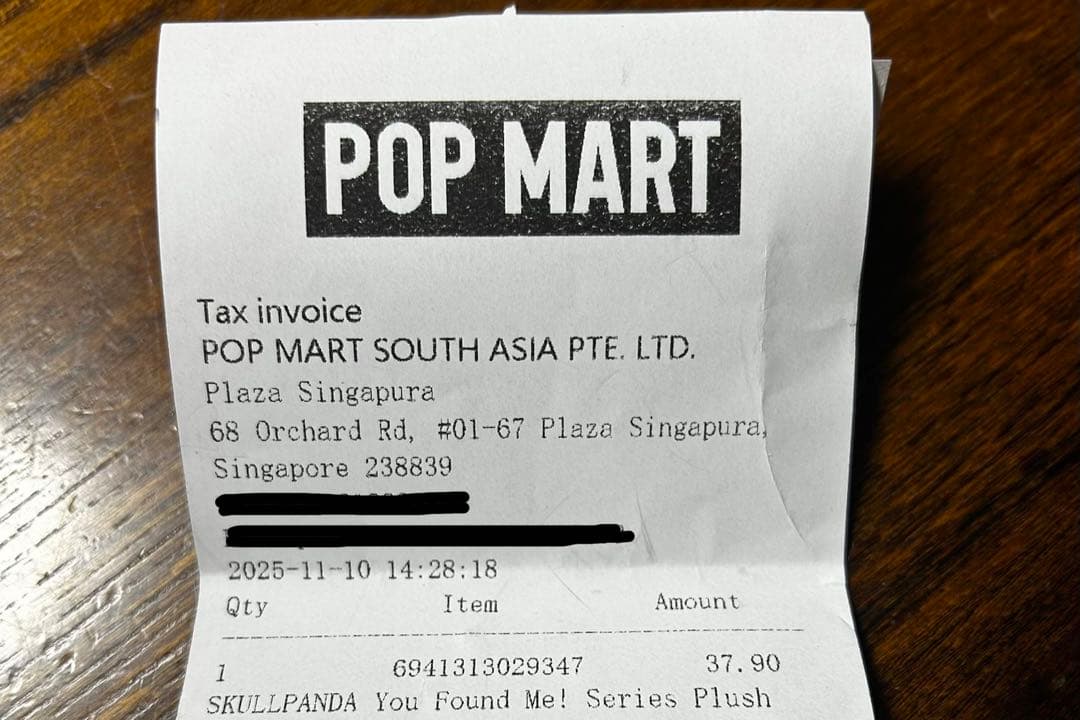 POP MART
Tax invoice
POP MART SOUTH ASIA PTE. LTD.
Plaza Singapura
68 Orchard Rd, #01-67 Plaza Singapura,
Singapore 238839
2025-11-10 14:28:18
Qty Item Amount
1 6941313029347 37.90
SKULLPANDA You Found Me! Series Plush